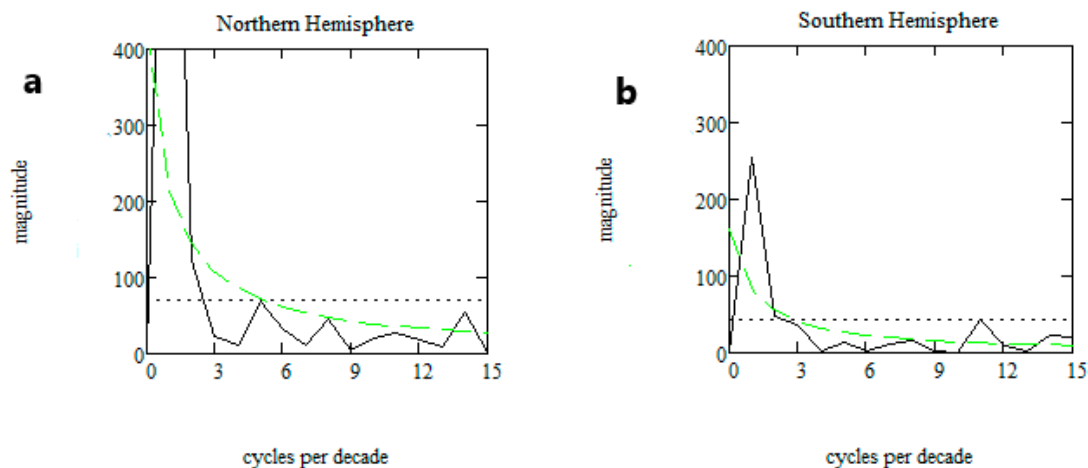 Northern Hemisphere
a
magnitude
400
300
200
100
0
0 3 6 9 12 15
cycles per decade
Southern Hemisphere
b
magnitude
400
300
200
100
0
0 3 6 9 12 15
cycles per decade